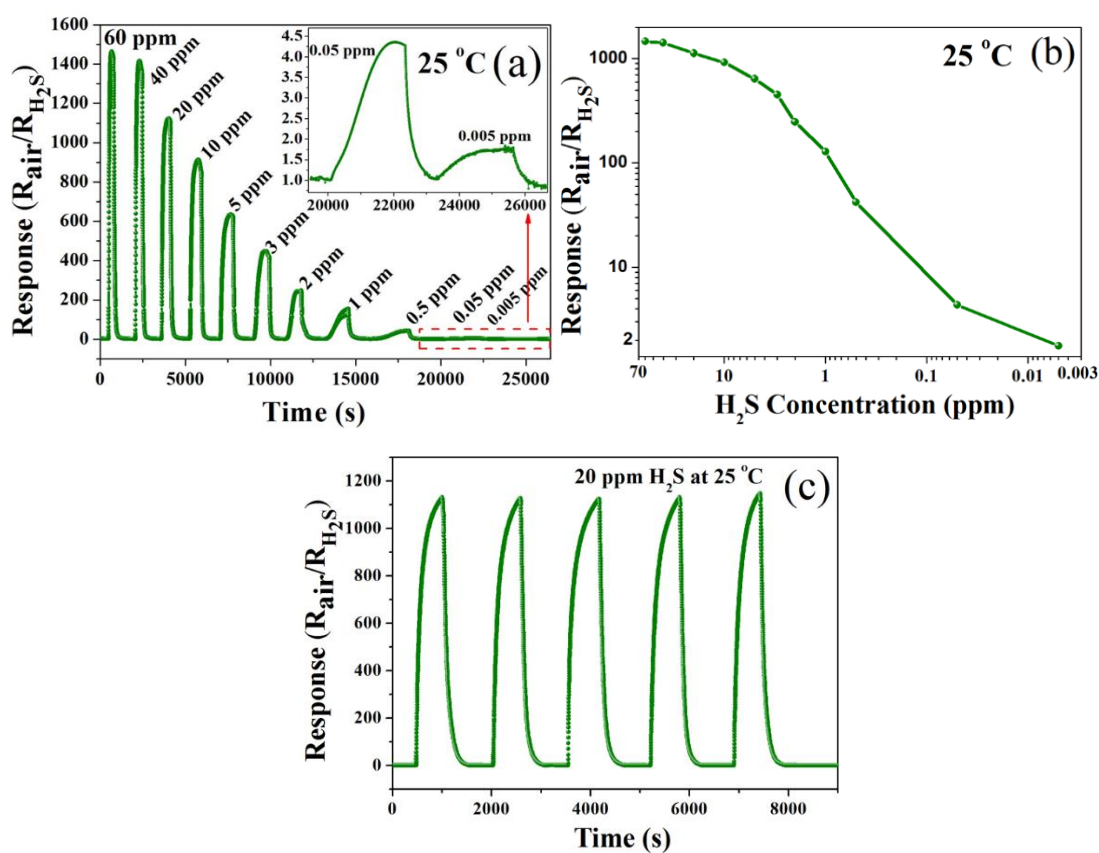 (a)
25 °C
60 ppm
40 ppm
20 ppm
10 ppm
5 ppm
3 ppm
2 ppm
1 ppm
0.5 ppm
0.05 ppm
0.005 ppm
0.05 ppm
0.005 ppm
4.5
4.0
3.5
3.0
2.5
2.0
1.5
1.0
20000 22000 24000 26000
1600
1400
1200
1000
800
600
400
200
0
0 5000 10000 15000 20000 25000
Response (Rair/RH2S)
Time (s)
(b)
25 °C
1000
100
10
2
70 10 1 0.1 0.01 0.003
Response (Rair/RH2S)
H2S Concentration (ppm)
(c)
20 ppm H2S at 25 °C
1200
1000
800
600
400
200
0
0 2000 4000 6000 8000
Response (Rair/RH2S)
Time (s)